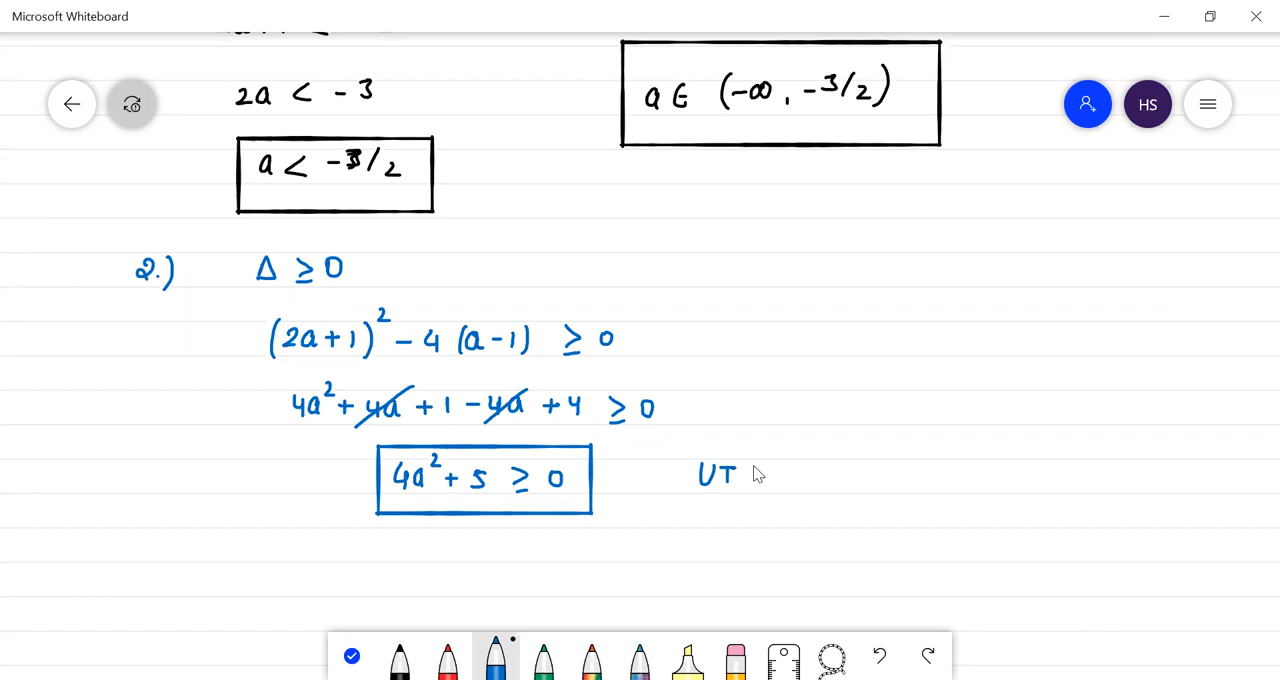 Microsoft Whiteboard
2a < - 3
a ∈ (-∞, -3/2)
HS
a < -3/2
2.) Δ ≥ 0
(2a+1)² - 4 (a-1) ≥ 0
4a² + 4a + 1 - 4a + 4 ≥ 0
4a² + 5 ≥ 0
UT